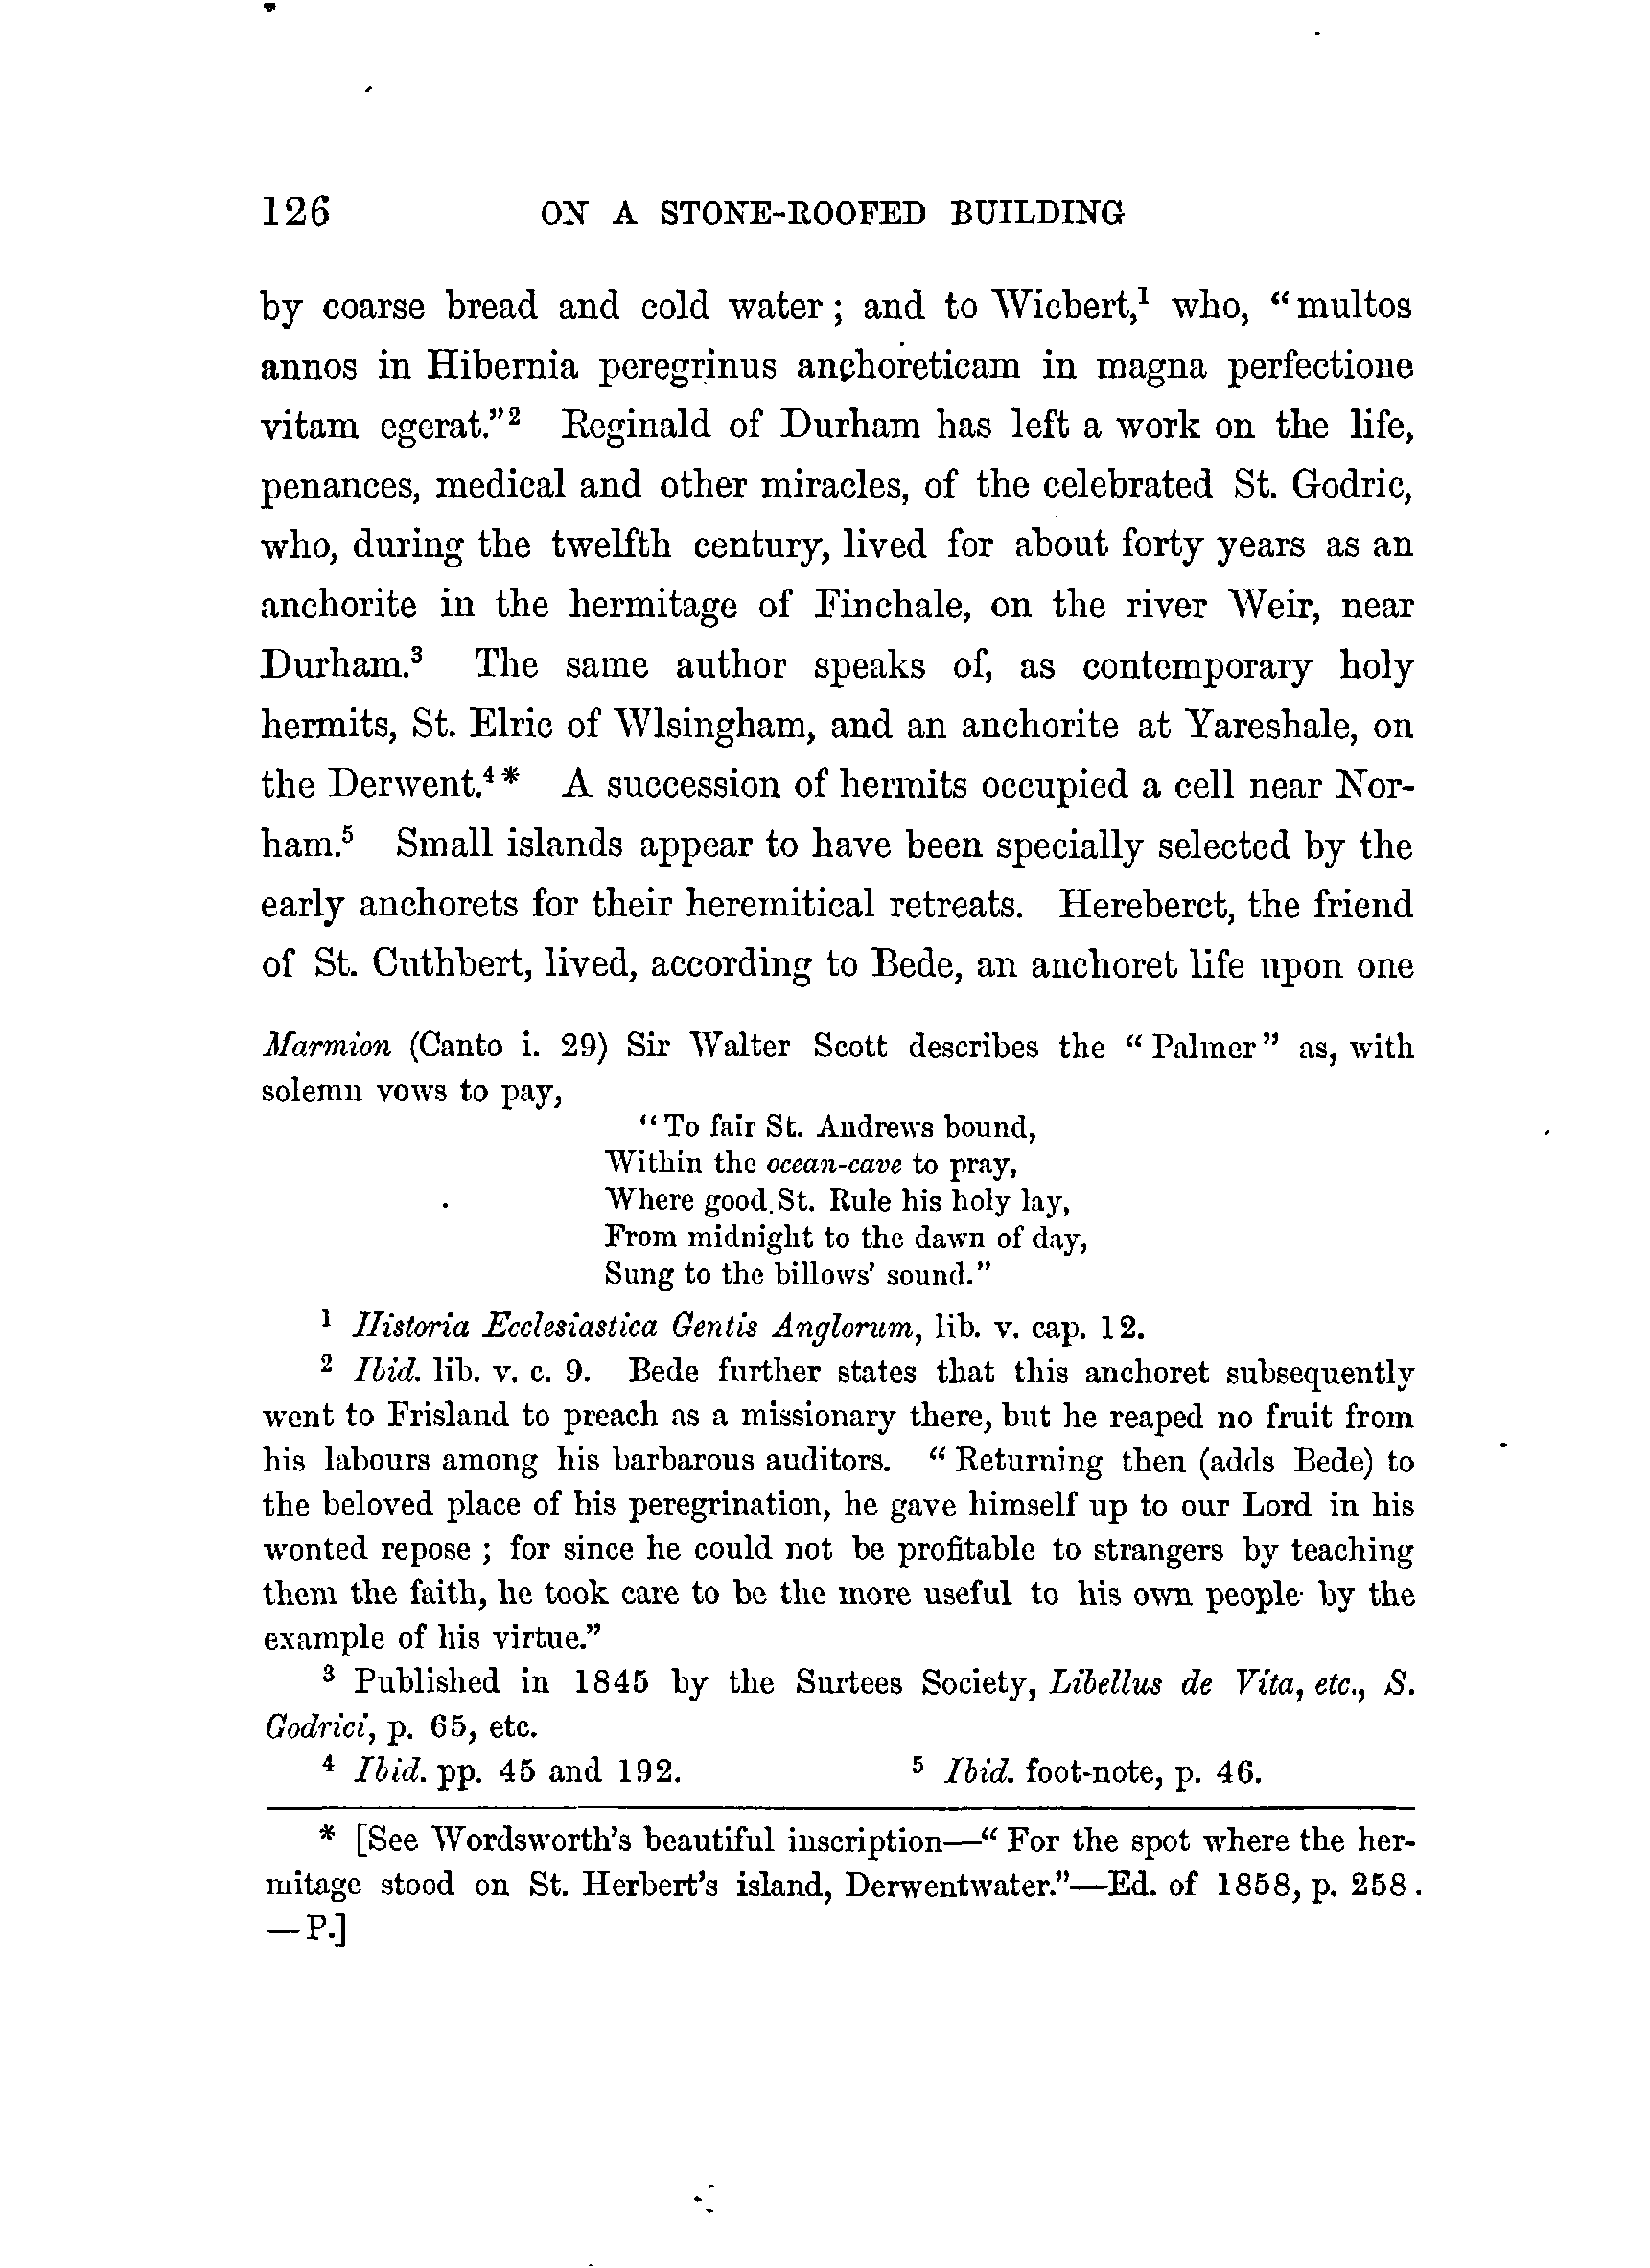 126 ON A STONE-ROOFED BUILDING
by coarse bread and cold water; and to Wicbert,¹ who, "multos
annos in Hibernia peregrinus anchoreticam in magna perfectione
vitam egerat."² Reginald of Durham has left a work on the life,
penances, medical and other miracles, of the celebrated St. Godric,
who, during the twelfth century, lived for about forty years as an
anchorite in the hermitage of Finchale, on the river Weir, near
Durham.³ The same author speaks of, as contemporary holy
hermits, St. Elric of Wlsingham, and an anchorite at Yareshale, on
the Derwent.⁴* A succession of hermits occupied a cell near Nor-
ham.⁵ Small islands appear to have been specially selected by the
early anchorets for their heremitical retreats. Hereberct, the friend
of St. Cuthbert, lived, according to Bede, an anchoret life upon one
Marmion (Canto i. 29) Sir Walter Scott describes the "Palmer" as, with
solemn vows to pay,
"To fair St. Andrews bound,
Within the ocean-cave to pray,
Where good St. Rule his holy lay,
From midnight to the dawn of day,
Sung to the billows' sound."
¹ Historia Ecclesiastica Gentis Anglorum, lib. v. cap. 12.
² Ibid. lib. v. c. 9. Bede further states that this anchoret subsequently
went to Frisland to preach as a missionary there, but he reaped no fruit from
his labours among his barbarous auditors. "Returning then (adds Bede) to
the beloved place of his peregrination, he gave himself up to our Lord in his
wonted repose; for since he could not be profitable to strangers by teaching
them the faith, he took care to be the more useful to his own people by the
example of his virtue."
³ Published in 1845 by the Surtees Society, Libellus de Vita, etc., S.
Godrici, p. 65, etc.
⁴ Ibid. pp. 45 and 192. ⁵ Ibid. foot-note, p. 46.
* [See Wordsworth's beautiful inscription—"For the spot where the her-
mitage stood on St. Herbert's island, Derwentwater."—Ed. of 1858, p. 258.
—P.]